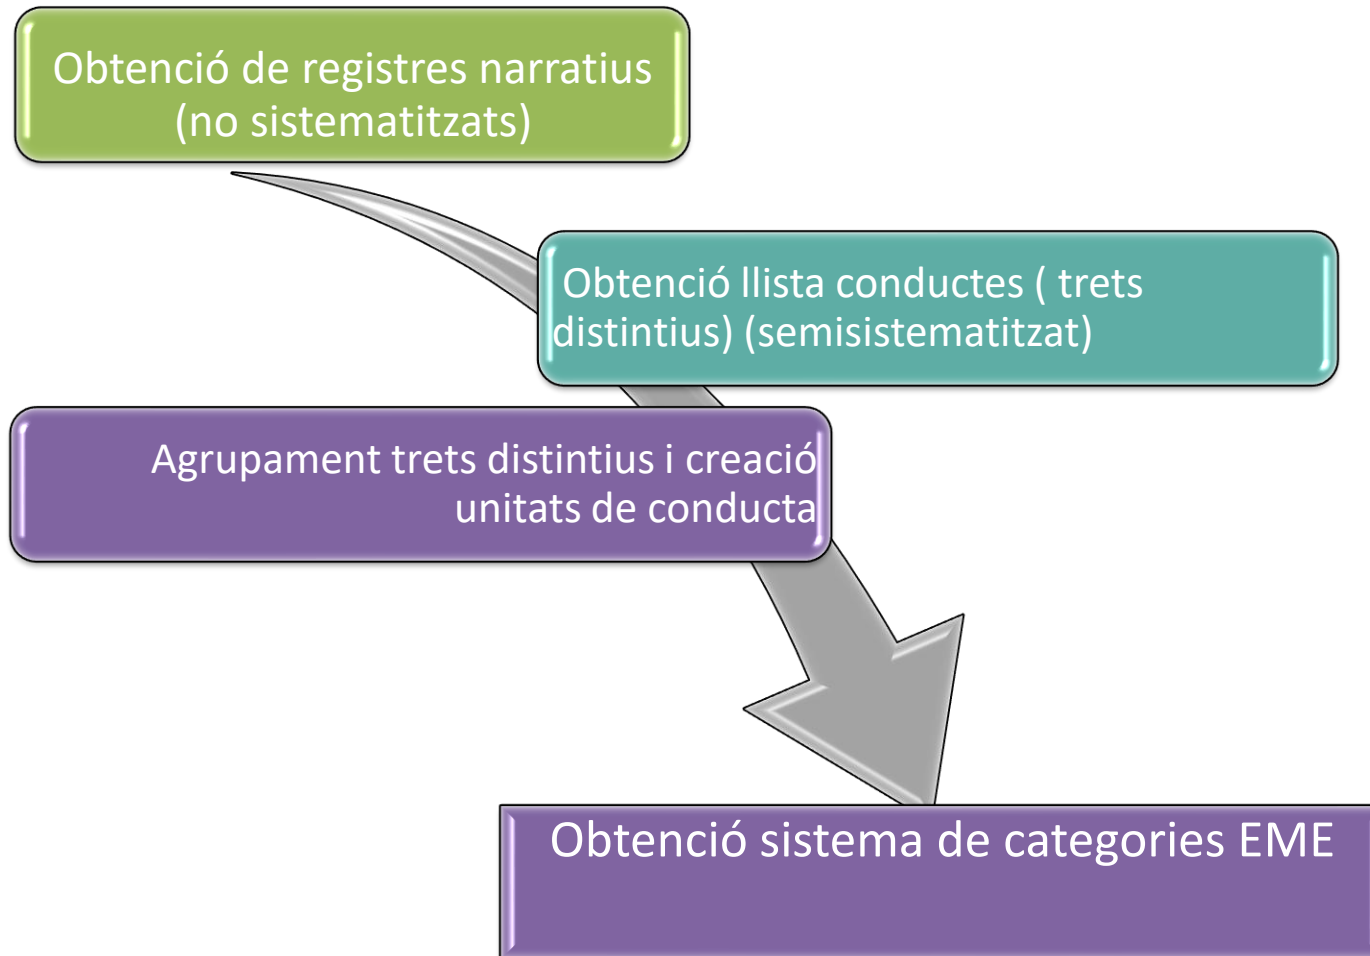 Obtenció de registres narratius
(no sistematitzats)
Obtenció llista conductes ( trets
distintius) (semisistematitzat)
Agrupament trets distintius i creació
unitats de conducta
Obtenció sistema de categories EME